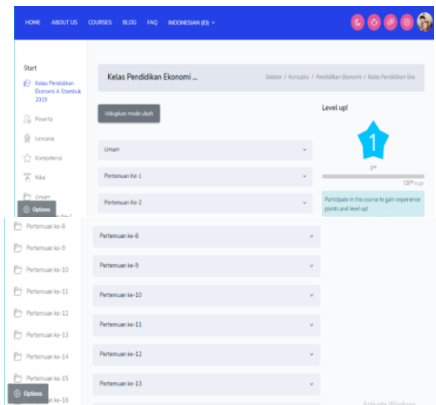 HOME ABOUT US COURSES BLOG FAQ INDONESIAN (ID)
Start
Kelas Pendidikan
Ekonomi A Stambuk
2019
Peserta
Lencana
Kompetensi
Nilai
Umum
Options
Kelas Pendidikan Ekonomi ...
Dasbor / Kursusku / Pendidikan Ekonomi / Kelas Pendidikan Eko
Hidupkan mode ubah
Umum
Pertemuan Ke-1
Pertemuan Ke-2
Level up!
1
Participate in the course to gain experience
points and level up!
Pertemuan ke-8
Pertemuan ke-9
Pertemuan ke-10
Pertemuan ke-11
Pertemuan ke-12
Pertemuan ke-13
Pertemuan ke-14
Pertemuan ke-15
Options
ke-16
Pertemuan ke-8
Pertemuan ke-9
Pertemuan ke-10
Pertemuan ke-11
Pertemuan ke-12
Pertemuan ke-13